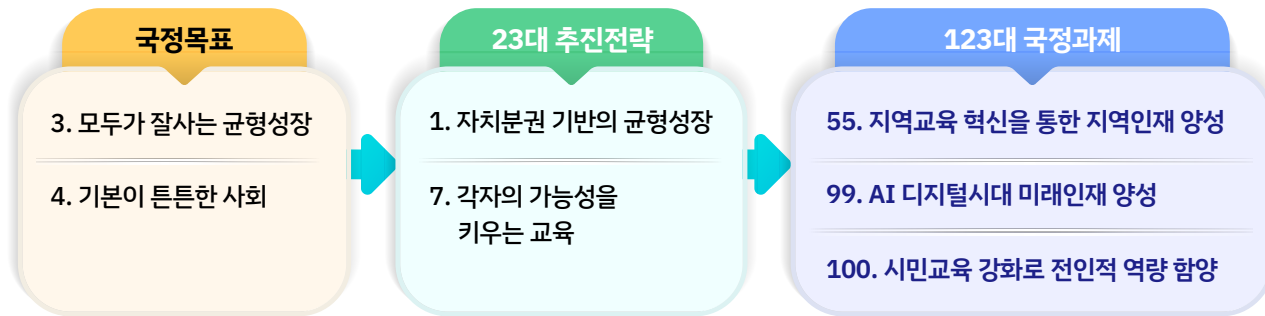 국정목표
3. 모두가 잘사는 균형성장
4. 기본이 튼튼한 사회
23대 추진전략
1. 자치분권 기반의 균형성장
7. 각자의 가능성을
키우는 교육
123대 국정과제
55. 지역교육 혁신을 통한 지역인재 양성
99. AI 디지털시대 미래인재 양성
100. 시민교육 강화로 전인적 역량 함양